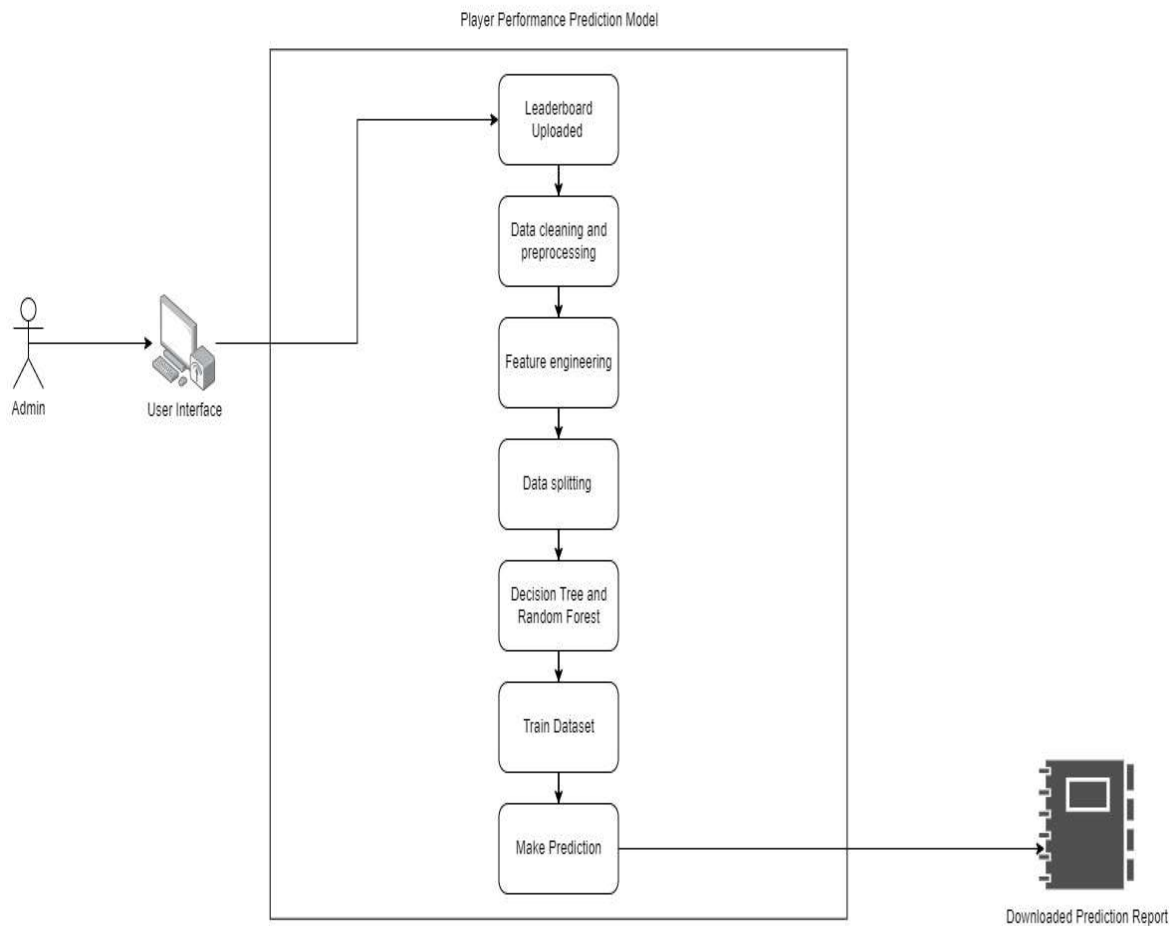 Player Performance Prediction Model
Leaderboard
Uploaded
Data cleaning and
preprocessing
Feature engineering
Admin
User Interface
Data splitting
Decision Tree and
Random Forest
Train Dataset
Make Prediction
Downloaded Prediction Report